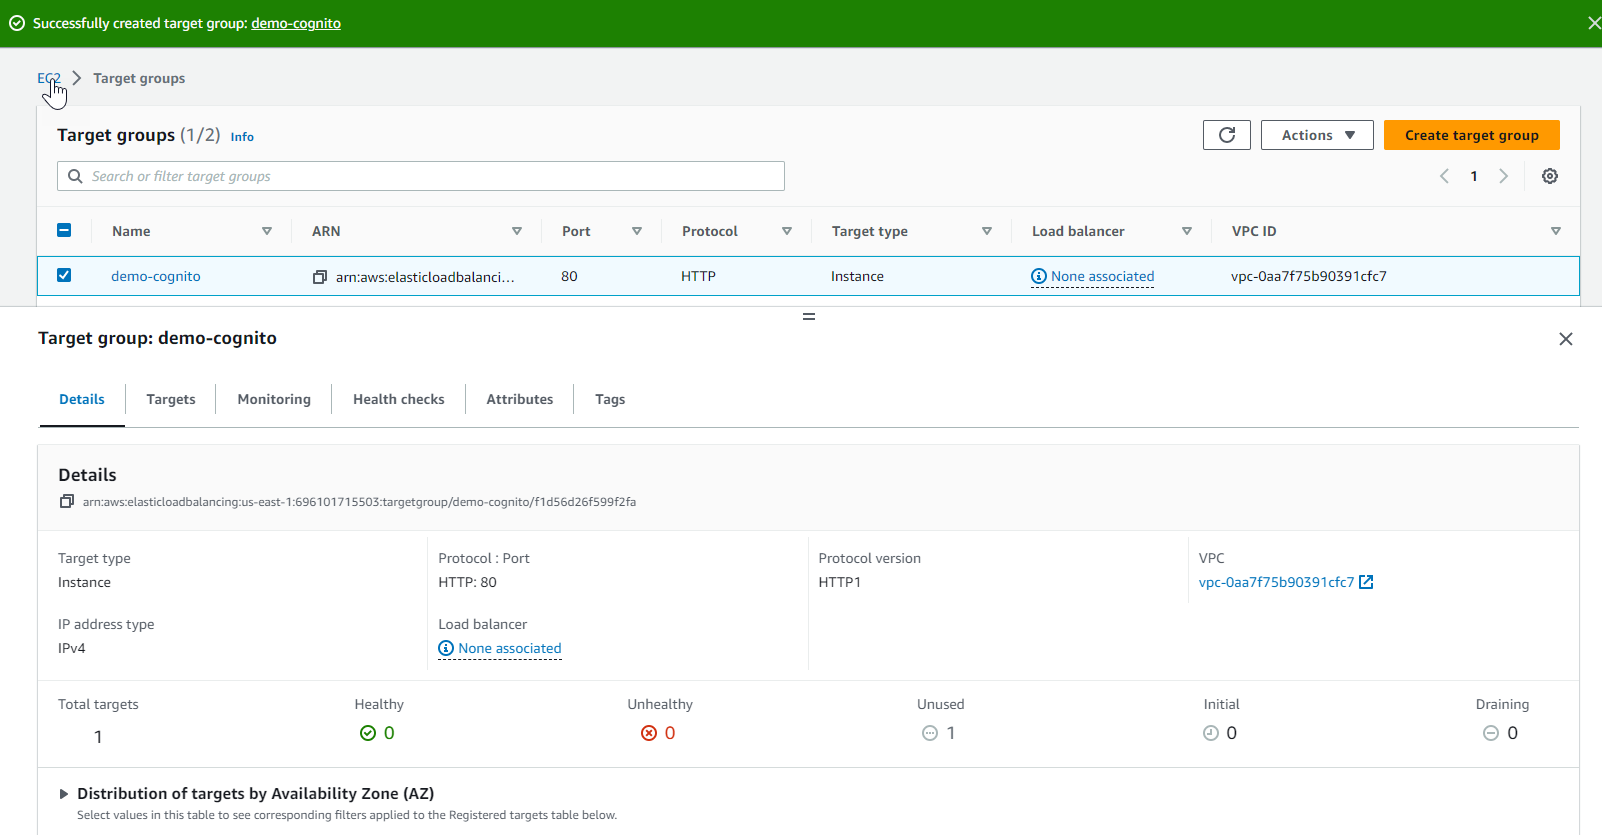 Successfully created target group: demo-cognito
EC2 Target groups
Target groups (1/2) Info
Actions
Create target group
Search or filter target groups
1
Name ARN Port Protocol Target type Load balancer VPC ID
demo-cognito arn:aws:elasticloadbalanci... 80 HTTP Instance None associated vpc-0aa7f75b90391cfc7
Target group: demo-cognito
Details Targets Monitoring Health checks Attributes Tags
Details
arn:aws:elasticloadbalancing:us-east-1:696101715503:targetgroup/demo-cognito/f1d56d26f599f2fa
Target type Protocol : Port Protocol version VPC
Instance HTTP: 80 HTTP1 vpc-0aa7f75b90391cfc7
IP address type Load balancer
IPv4 None associated
Total targets Healthy Unhealthy Unused Initial Draining
1 0 0 1 0 0
Distribution of targets by Availability Zone (AZ)
Select values in this table to see corresponding filters applied to the Registered targets table below.